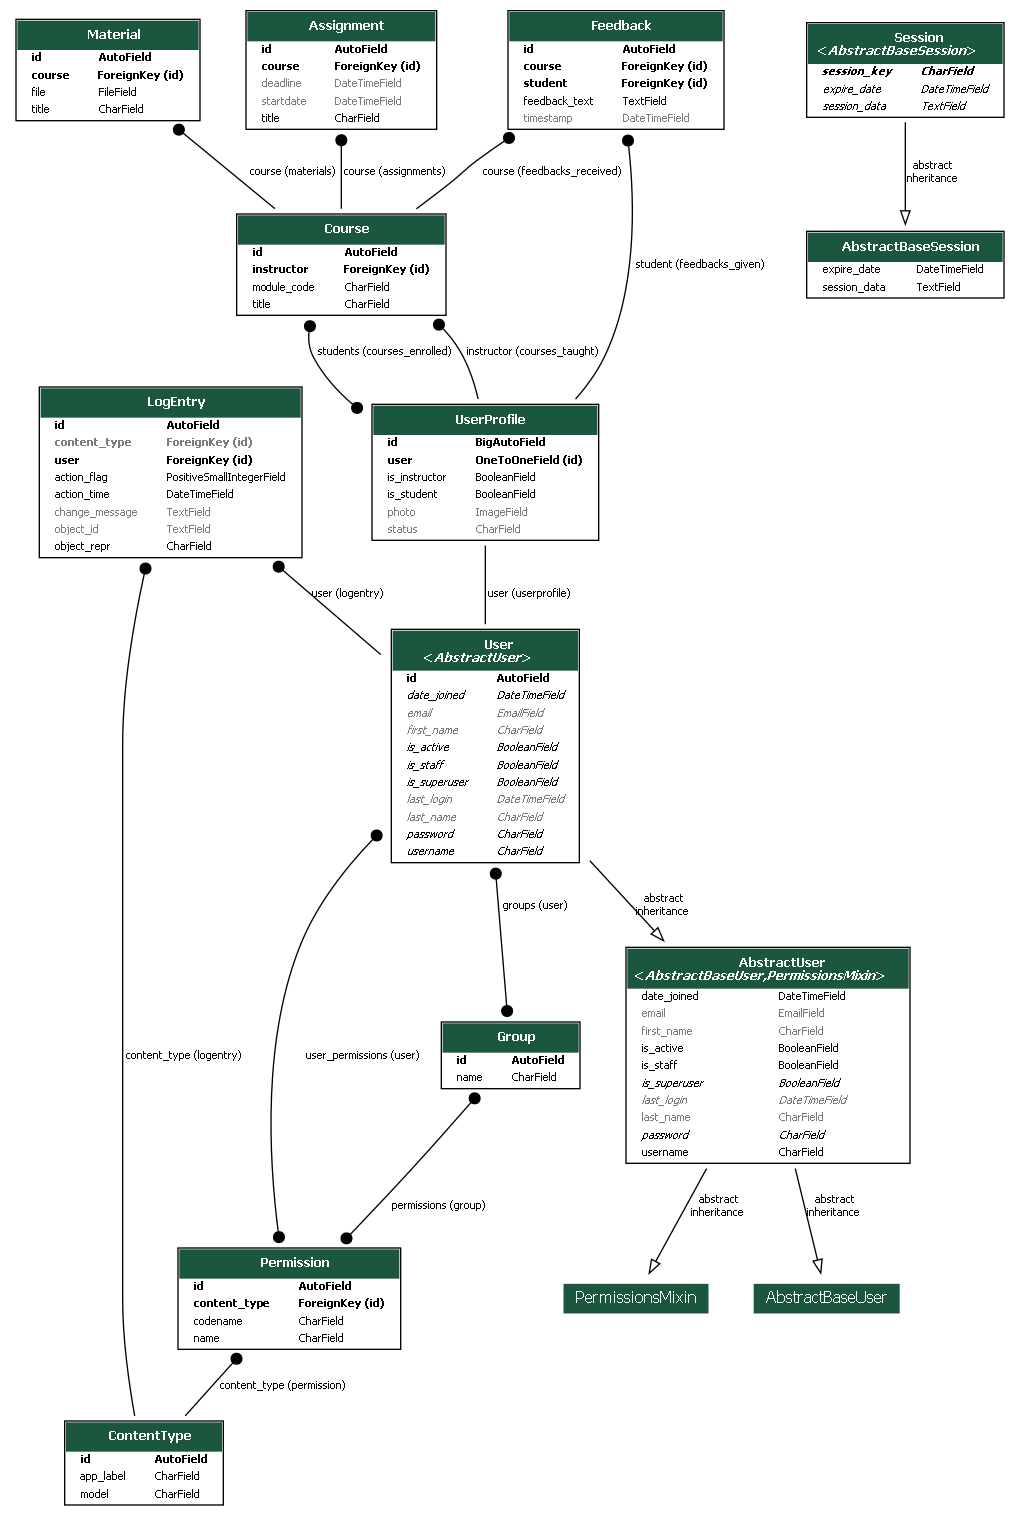 Material
id AutoField
course ForeignKey (id)
file FileField
title CharField
Assignment
id AutoField
course ForeignKey (id)
deadline DateTimeField
startdate DateTimeField
title CharField
Feedback
id AutoField
course ForeignKey (id)
student ForeignKey (id)
feedback_text TextField
timestamp DateTimeField
Session
<AbstractBaseSession>
session_key CharField
expire_date DateTimeField
session_data TextField
course (materials)
course (assignments)
course (feedbacks_received)
abstract
nheritance
Course
id AutoField
instructor ForeignKey (id)
module_code CharField
title CharField
student (feedbacks_given)
AbstractBaseSession
expire_date DateTimeField
session_data TextField
students (courses_enrolled)
instructor (courses_taught)
LogEntry
id AutoField
content_type ForeignKey (id)
user ForeignKey (id)
action_flag PositiveSmallIntegerField
action_time DateTimeField
change_message TextField
object_id TextField
object_repr CharField
UserProfile
id BigAutoField
user OneToOneField (id)
is_instructor BooleanField
is_student BooleanField
photo ImageField
status CharField
user (logentry)
user (userprofile)
User
<AbstractUser>
id AutoField
date_joined DateTimeField
email EmailField
first_name CharField
is_active BooleanField
is_staff BooleanField
is_superuser BooleanField
last_login DateTimeField
last_name CharField
password CharField
username CharField
groups (user)
abstract
inheritance
AbstractUser
<AbstractBaseUser,PermissionsMixin>
date_joined DateTimeField
email EmailField
first_name CharField
is_active BooleanField
is_staff BooleanField
is_superuser BooleanField
last_login DateTimeField
last_name CharField
password CharField
username CharField
content_type (logentry)
user_permissions (user)
Group
id AutoField
name CharField
permissions (group)
abstract
inheritance
abstract
inheritance
Permission
id AutoField
content_type ForeignKey (id)
codename CharField
name CharField
PermissionsMixin
AbstractBaseUser
content_type (permission)
ContentType
id AutoField
app_label CharField
model CharField